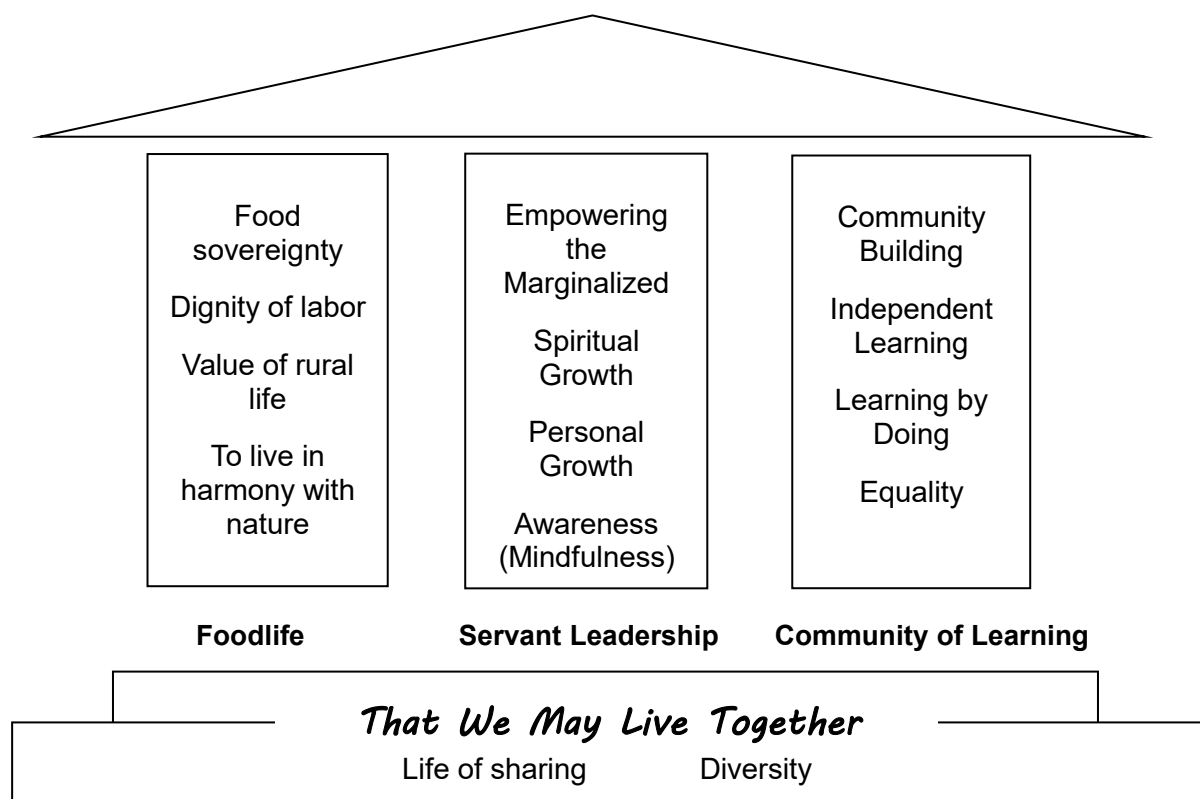 Food
sovereignty
Dignity of labor
Value of rural
life
To live in
harmony with
nature
Empowering
the
Marginalized
Spiritual
Growth
Personal
Growth
Awareness
(Mindfulness)
Community
Building
Independent
Learning
Learning by
Doing
Equality
Foodlife
Servant Leadership
Community of Learning
That We May Live Together
Life of sharing Diversity